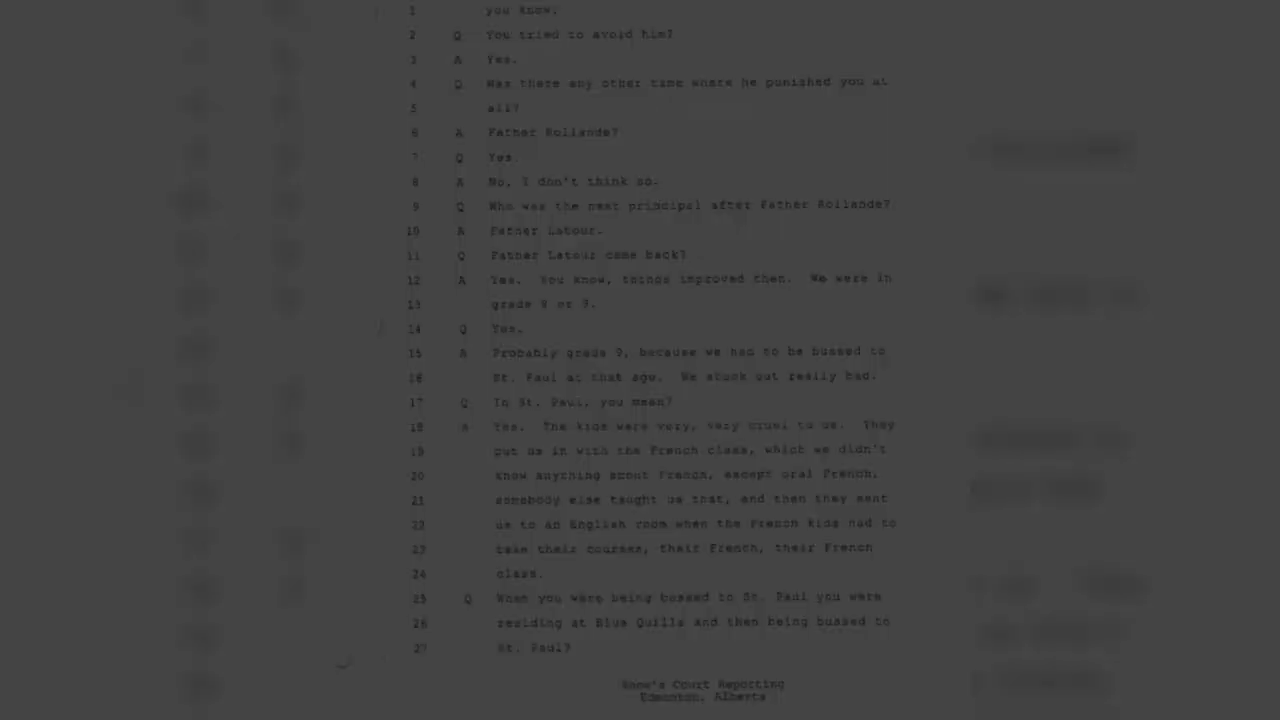 1 you know.
2 Q You tried to avoid him?
3 A Yes.
4 Q Was there any other time where he punished you at
5 all?
6 A Father Rollande?
7 Q Yes.
8 A No, I don't think so.
9 Q Who was the next principal after Father Rollande?
10 A Father Latour.
11 Q Father Latour came back?
12 A Yes. You know, things improved then. We were in
13 grade 8 or 9.
14 Q Yes.
15 A Probably grade 9, because we had to be bussed to
16 St. Paul at that age. We stuck out really bad.
17 Q In St. Paul, you mean?
18 A Yes. The kids were very, very cruel to us. They
19 put us in with the French class, which we didn't
20 know anything about French, except oral French,
21 somebody else taught us that, and then they sent
22 us to an English room when the French kids had to
23 take their courses, their French, their French
24 class.
25 Q When you were being bussed to St. Paul you were
26 residing at Blue Quills and then being bussed to
27 St. Paul?
Snow's Court Reporting
Edmonton, Alberta